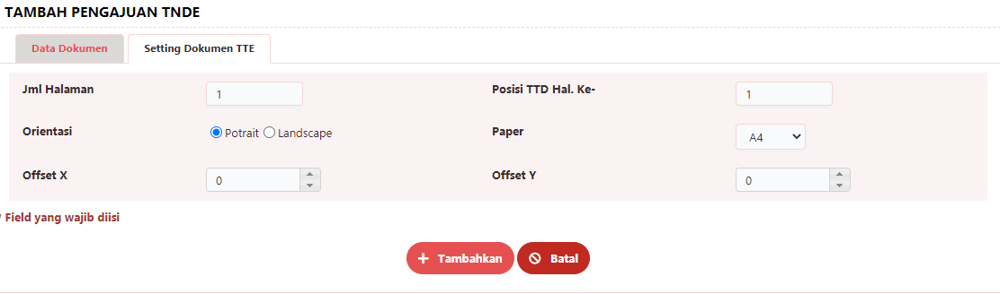 TAMBAH PENGAJUAN TNDE
Data Dokumen Setting Dokumen TTE
Jml Halaman 1 Posisi TTD Hal. Ke- 1
Orientasi Potrait Landscape Paper A4
Offset X 0 Offset Y 0
* Field yang wajib diisi
+ Tambahkan Batal